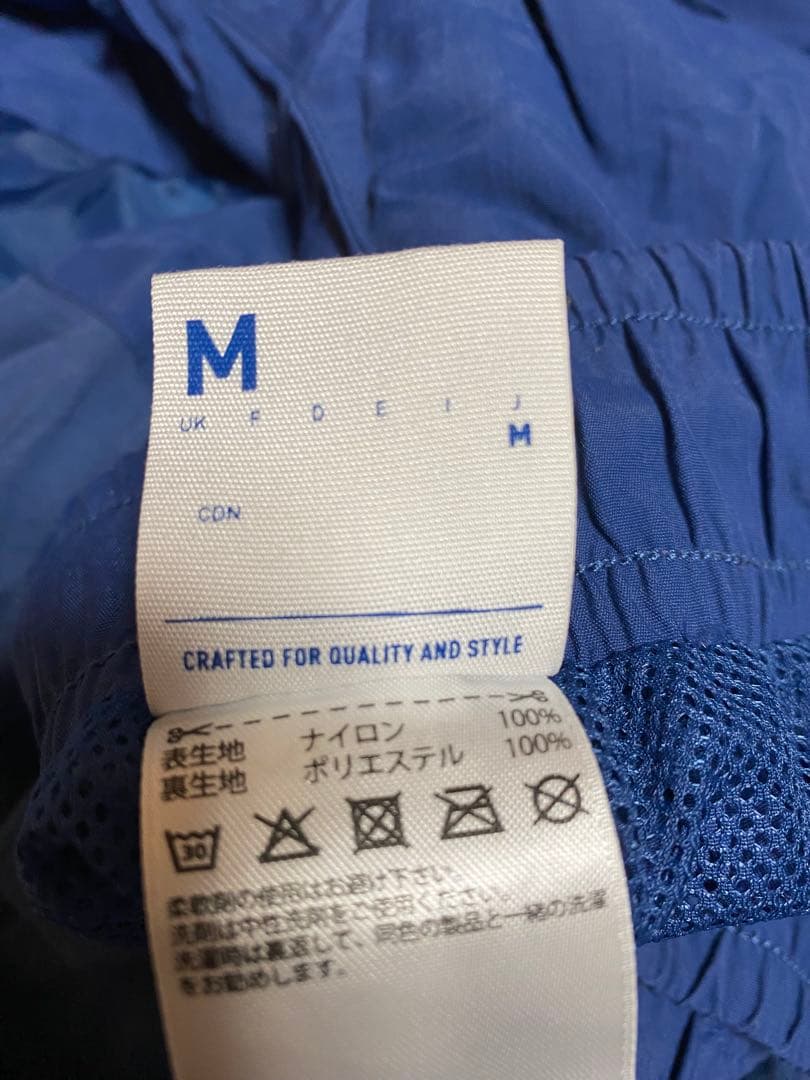 M
UK F D E I J
M
CDN
CRAFTED FOR QUALITY AND STYLE
表生地 ナイロン 100%
裏生地 ポリエステル 100%
30
柔軟剤の使用はお避け下さい。
洗剤は中性洗剤をご使用ください。
洗濯時は裏返して、同色の製品と一緒の洗濯
をお勧めします。